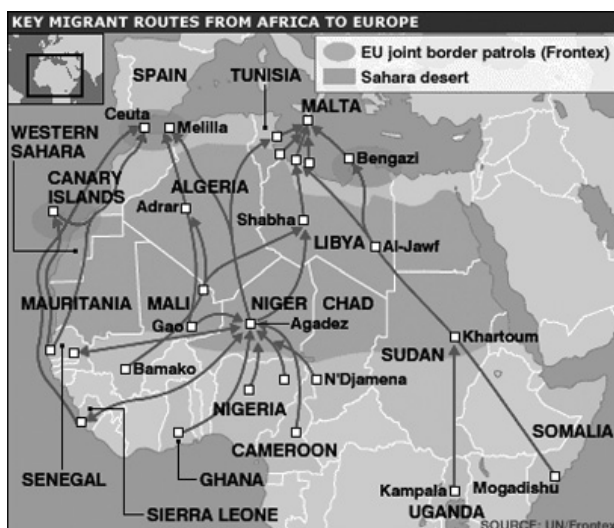 KEY MIGRANT ROUTES FROM AFRICA TO EUROPE
EU joint border patrols (Frontex)
Sahara desert
SPAIN
TUNISIA
MALTA
Ceuta
Melilla
Bengazi
WESTERN
SAHARA
CANARY
ISLANDS
ALGERIA
Adrar
Shabha
LIBYA
Al-Jawf
MAURITANIA
MALI
NIGER
CHAD
Gao
Agadez
Khartoum
Bamako
SUDAN
N'Djamena
NIGERIA
SOMALIA
CAMEROON
SENEGAL
GHANA
Kampala
Mogadishu
UGANDA
SIERRA LEONE
SOURCE: UN/Frontex